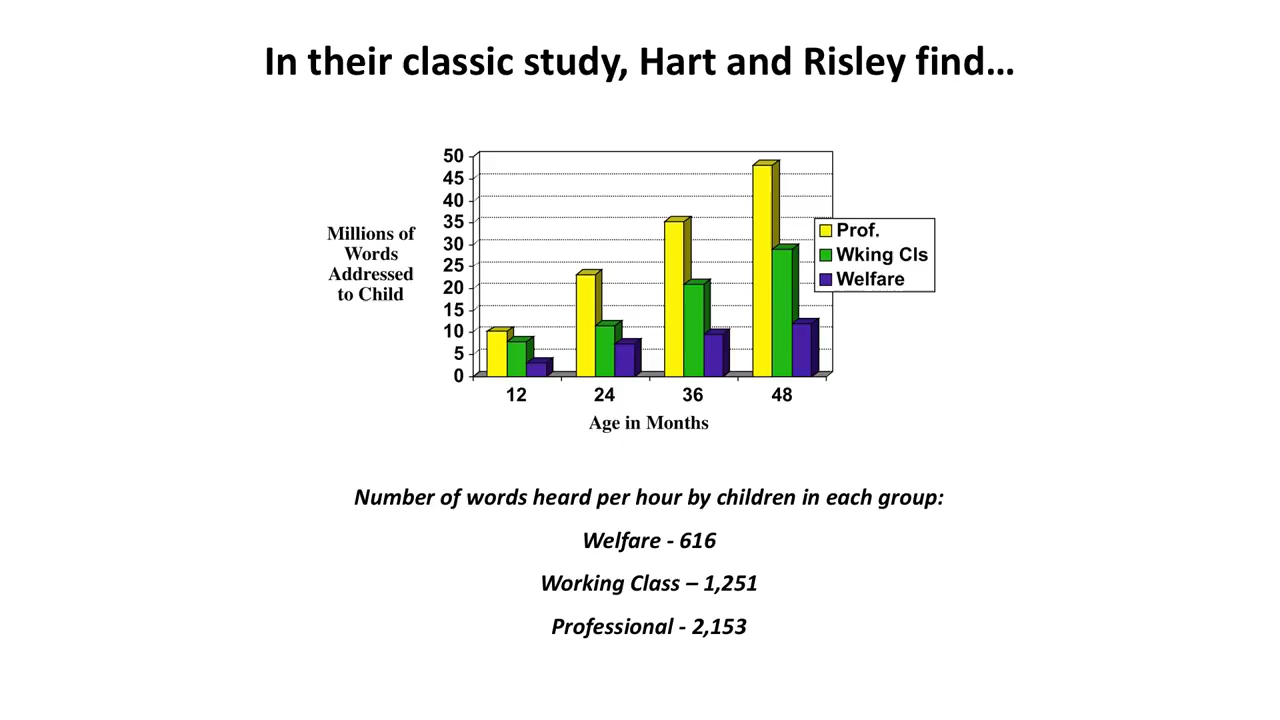 In their classic study, Hart and Risley find…
50
45
40
35
30
25
20
15
10
5
0
Millions of
Words
Addressed
to Child
Prof.
Wking Cls
Welfare
12 24 36 48
Age in Months
Number of words heard per hour by children in each group:
Welfare - 616
Working Class – 1,251
Professional - 2,153